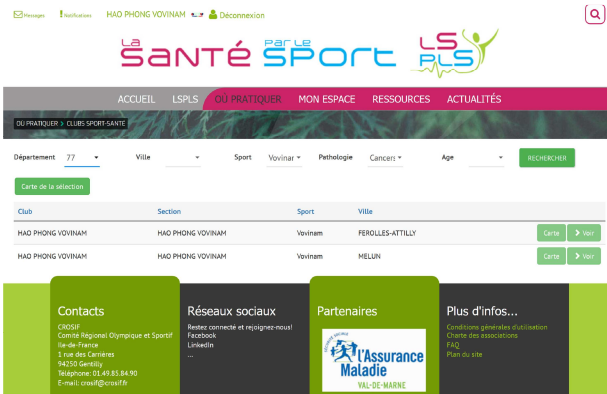 Messages Notifications HAO PHONG VOVINAM Déconnexion
La Santé Par Le Sport LS PLS
ACCUEIL LSPLS OÙ PRATIQUER MON ESPACE RESSOURCES ACTUALITÉS
OÙ PRATIQUER > CLUBS SPORT-SANTÉ
Département 77 Ville Sport Vovinar Pathologie Cancers Age RECHERCHER
Carte de la sélection
Club Section Sport Ville
HAO PHONG VOVINAM HAO PHONG VOVINAM Vovinam FEROLLES-ATTILLY Carte Voir
HAO PHONG VOVINAM HAO PHONG VOVINAM Vovinam MELUN Carte Voir
Contacts
CROSIF
Comité Régional Olympique et Sportif
Ile-de-France
1 rue des Carrières
94250 Gentilly
Téléphone: 01.49.85.84.90
E-mail: crosif@crosif.fr
Réseaux sociaux
Restez connecté et rejoignez-nous!
Facebook
LinkedIn
...
Partenaires
l'Assurance
Maladie
VAL-DE-MARNE
Plus d'infos...
Conditions générales d'utilisation
Charte des associations
FAQ
Plan du site